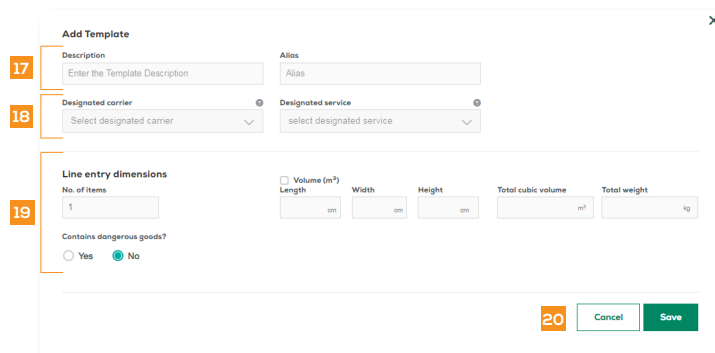 Add Template
17
Description
Alias
Enter the Template Description
Alias
18
Designated carrier ?
Designated service ?
Select designated carrier
select designated service
19
Line entry dimensions
Volume (m³)
No. of items
Length
Width
Height
Total cubic volume
Total weight
1
cm
cm
cm
m³
kg
Contains dangerous goods?
Yes
No
20
Cancel
Save